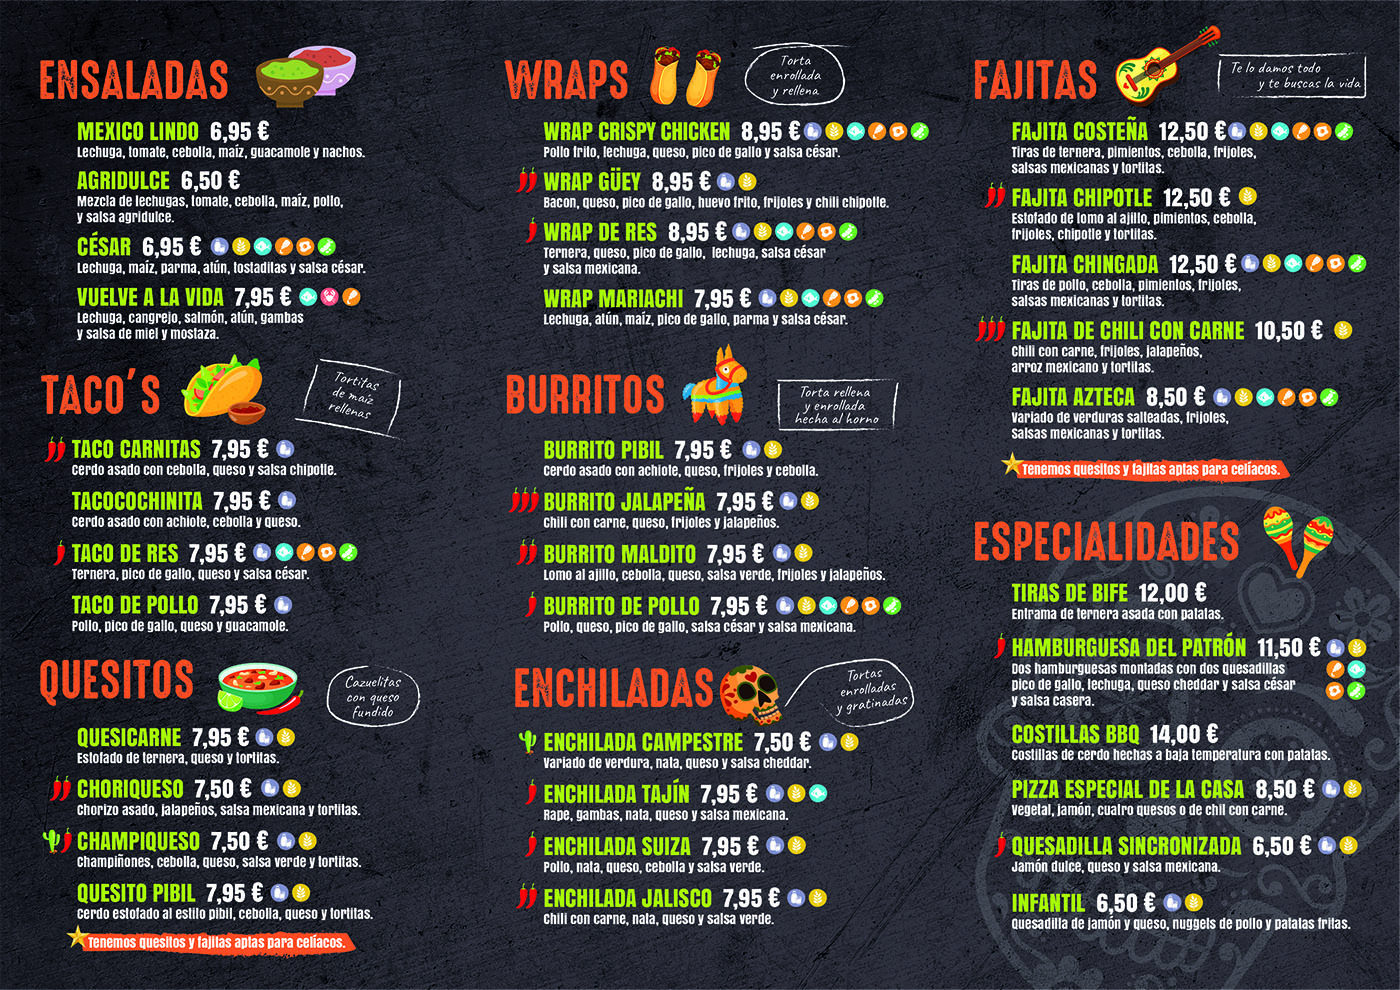 ENSALADAS
MEXICO LINDO 6,95 €
Lechuga, tomate, cebolla, maíz, guacamole y nachos.
AGRIDULCE 6,50 €
Mezcla de lechugas, tomate, cebolla, maíz, pollo,
y salsa agridulce.
CÉSAR 6,95 €
Lechuga, maíz, parma, atún, tostaditas y salsa césar.
VUELVE A LA VIDA 7,95 €
Lechuga, cangrejo, salmón, atún, gambas
y salsa de miel y mostaza.
TACO´S
Tortitas
de maíz
rellenas
TACO CARNITAS 7,95 €
Cerdo asado con cebolla, queso y salsa chipotle.
TACOCOCHINITA 7,95 €
Cerdo asado con achiote, cebolla y queso.
TACO DE RES 7,95 €
Ternera, pico de gallo, queso y salsa césar.
TACO DE POLLO 7,95 €
Pollo, pico de gallo, queso y guacamole.
QUESITOS
Cazuelitas
con queso
fundido
QUESICARNE 7,95 €
Estofado de ternera, queso y tortitas.
CHORIQUESO 7,50 €
Chorizo asado, jalapeños, salsa mexicana y tortitas.
CHAMPIQUESO 7,50 €
Champiñones, cebolla, queso, salsa verde y tortitas.
QUESITO PIBIL 7,95 €
Cerdo estofado al estilo pibil, cebolla, queso y tortitas.
Tenemos quesitos y fajitas aptas para celíacos.
WRAPS
Torta
enrollada
y rellena
WRAP CRISPY CHICKEN 8,95 €
Pollo frito, lechuga, queso, pico de gallo y salsa césar.
WRAP GÜEY 8,95 €
Bacon, queso, pico de gallo, huevo frito, frijoles y chili chipotle.
WRAP DE RES 8,95 €
Ternera, queso, pico de gallo, lechuga, salsa césar
y salsa mexicana.
WRAP MARIACHI 7,95 €
Lechuga, atún, maíz, pico de gallo, parma y salsa césar.
BURRITOS
Torta rellena
y enrollada
hecha al horno
BURRITO PIBIL 7,95 €
Cerdo asado con achiote, queso, frijoles y cebolla.
BURRITO JALAPEÑA 7,95 €
Chili con carne, queso, frijoles y jalapeños.
BURRITO MALDITO 7,95 €
Lomo al ajillo, cebolla, queso, salsa verde, frijoles y jalapeños.
BURRITO DE POLLO 7,95 €
Pollo, queso, pico de gallo, salsa césar y salsa mexicana.
ENCHILADAS
Tortas
enrolladas
y gratinadas
ENCHILADA CAMPESTRE 7,50 €
Variado de verdura, nata, queso y salsa cheddar.
ENCHILADA TAJÍN 7,95 €
Rape, gambas, nata, queso y salsa mexicana.
ENCHILADA SUIZA 7,95 €
Pollo, nata, queso, cebolla y salsa verde.
ENCHILADA JALISCO 7,95 €
Chili con carne, nata, queso y salsa verde.
FAJITAS
Te lo damos todo
y te buscas la vida
FAJITA COSTEÑA 12,50 €
Tiras de ternera, pimientos, cebolla, frijoles,
salsas mexicanas y tortitas.
FAJITA CHIPOTLE 12,50 €
Estofado de lomo al ajillo, pimientos, cebolla,
frijoles, chipotle y tortitas.
FAJITA CHINGADA 12,50 €
Tiras de pollo, cebolla, pimientos, frijoles,
salsas mexicanas y tortitas.
FAJITA DE CHILI CON CARNE 10,50 €
Chili con carne, frijoles, jalapeños,
arroz mexicano y tortitas.
FAJITA AZTECA 8,50 €
Variado de verduras salteadas, frijoles,
Salsas mexicanas y tortitas.
Tenemos quesitos y fajitas aptas para celíacos.
ESPECIALIDADES
TIRAS DE BIFE 12,00 €
Entrama de ternera asada con patatas.
HAMBURGUESA DEL PATRÓN 11,50 €
Dos hamburguesas montadas con dos quesadillas
pico de gallo, lechuga, queso cheddar y salsa césar
y salsa casera.
COSTILLAS BBQ 14,00 €
Costillas de cerdo hechas a baja temperatura con patatas.
PIZZA ESPECIAL DE LA CASA 8,50 €
Vegetal, jamón, cuatro quesos o de chil con carne.
QUESADILLA SINCRONIZADA 6,50 €
Jamón dulce, queso y salsa mexicana.
INFANTIL 6,50 €
Quesadilla de jamón y queso, nuggets de pollo y patatas fritas.